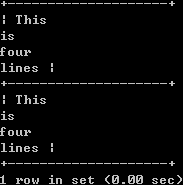 +---------------------+
| This
is
four
lines |
+---------------------+
| This
is
four
lines |
+---------------------+
1 row in set (0.00 sec)